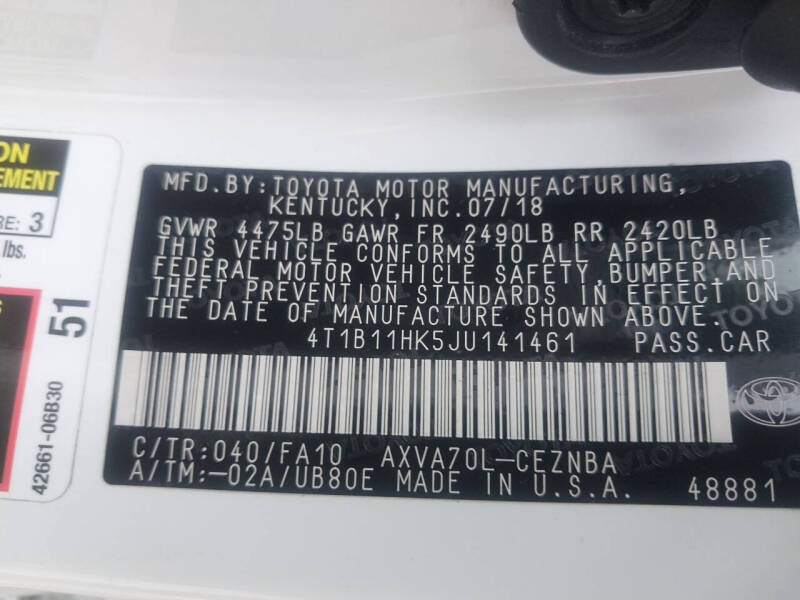 ON
EMENT
RE: 3
lbs.
51
42661-06B30
MFD.BY:TOYOTA MOTOR MANUFACTURING,
KENTUCKY,INC.07/18
GVWR 4475LB GAWR FR 2490LB RR 2420LB
THIS VEHICLE CONFORMS TO ALL APPLICABLE
FEDERAL MOTOR VEHICLE SAFETY,BUMPER,AND
THEFT PREVENTION STANDARDS IN EFFECT ON
THE DATE OF MANUFACTURE SHOWN ABOVE.
4T1B11HK5JU141461 PASS.CAR
C/TR:040/FA10 AXVA70L-CEZNBA
A/TM:-02A/UB80E MADE IN U.S.A. 48881